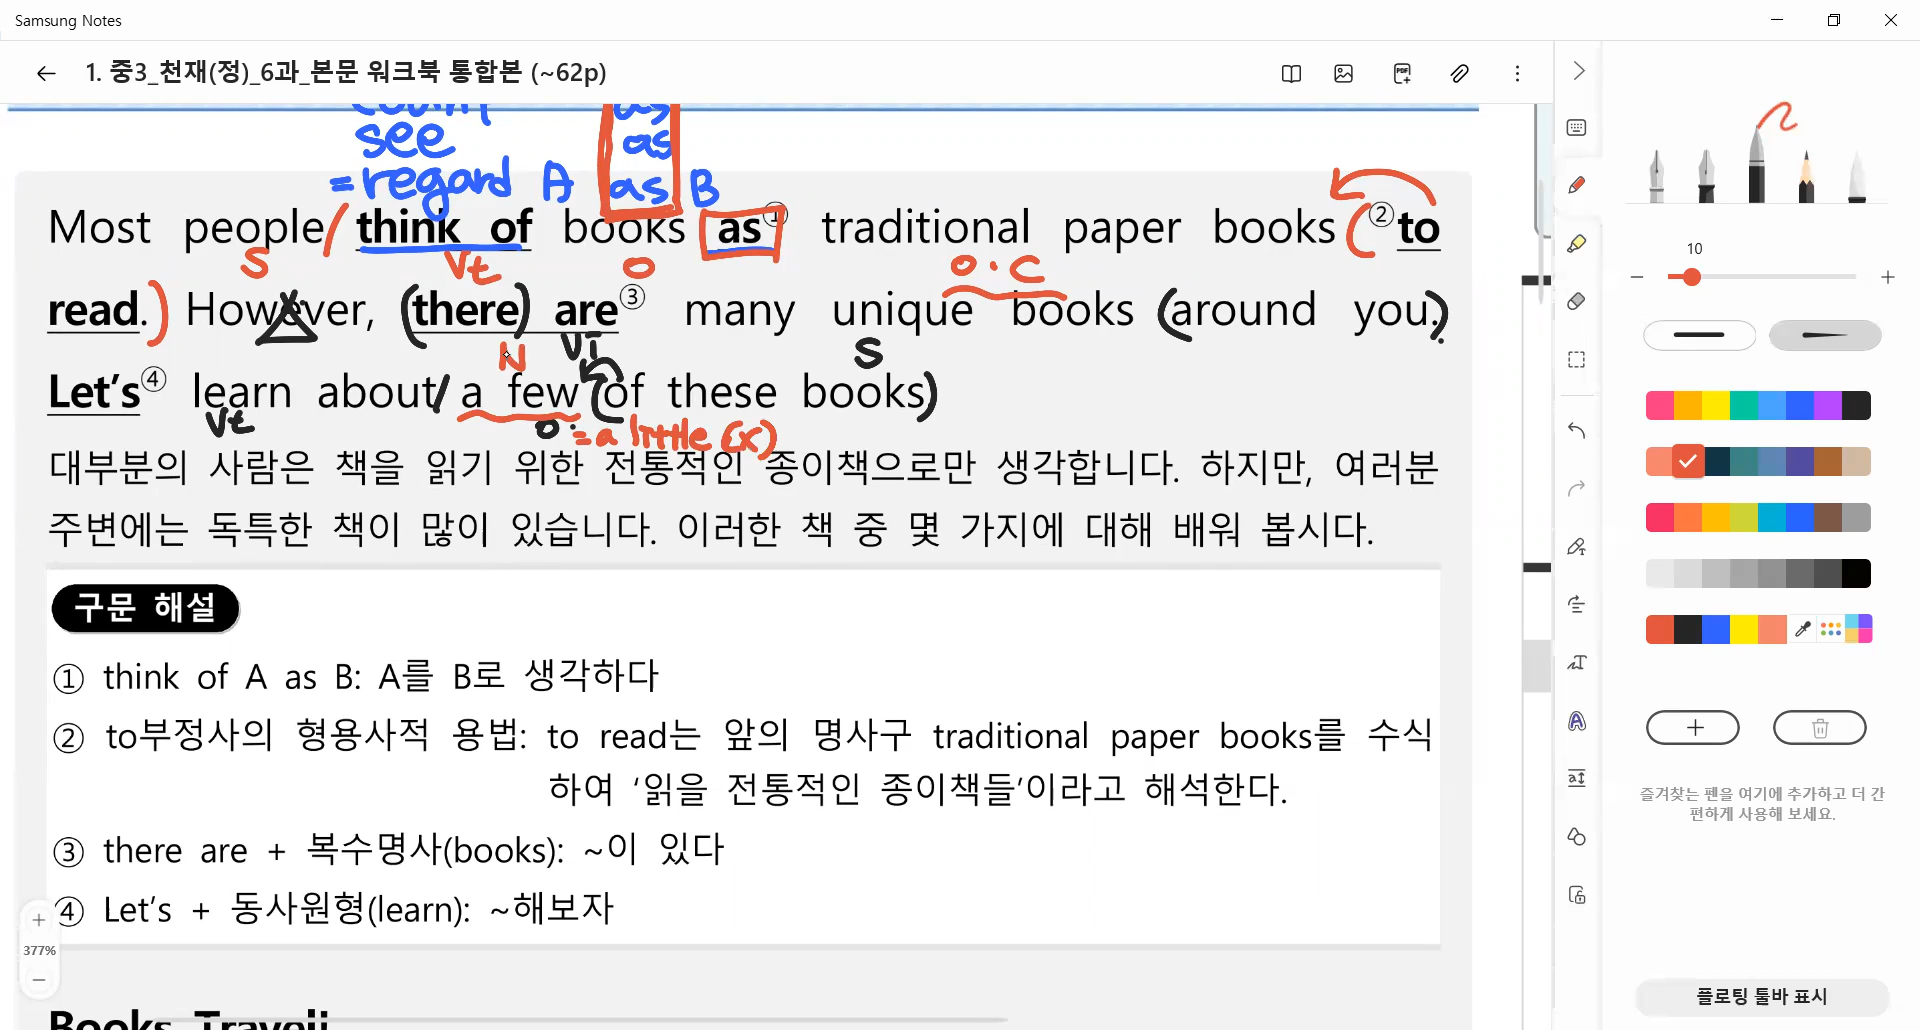 Samsung Notes
1. 중3_천재(정)_6과_본문 워크북 통합본 (~62p)
see as
=regard A as B
Most people/ think of books as① traditional paper books (②to
S Vt O O.C
read.) However, (there) are③ many unique books (around you.)
N Vi S
Let's④ learn about/ a few (of these books)
Vt O = a little (x)
대부분의 사람은 책을 읽기 위한 전통적인 종이책으로만 생각합니다. 하지만, 여러분
주변에는 독특한 책이 많이 있습니다. 이러한 책 중 몇 가지에 대해 배워 봅시다.
구문 해설
① think of A as B: A를 B로 생각하다
② to부정사의 형용사적 용법: to read는 앞의 명사구 traditional paper books를 수식
하여 '읽을 전통적인 종이책들'이라고 해석한다.
③ there are + 복수명사(books): ~이 있다
④ Let's + 동사원형(learn): ~해보자
377%
10
즐겨찾는 펜을 여기에 추가하고 더 간
편하게 사용해 보세요.
플로팅 툴바 표시